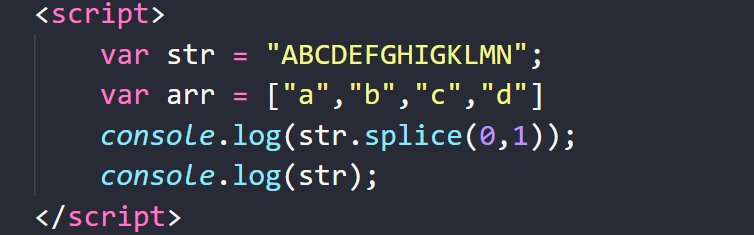 <script>
var str = "ABCDEFGHIGKLMN";
var arr = ["a","b","c","d"]
console.log(str.splice(0,1));
console.log(str);
</script>